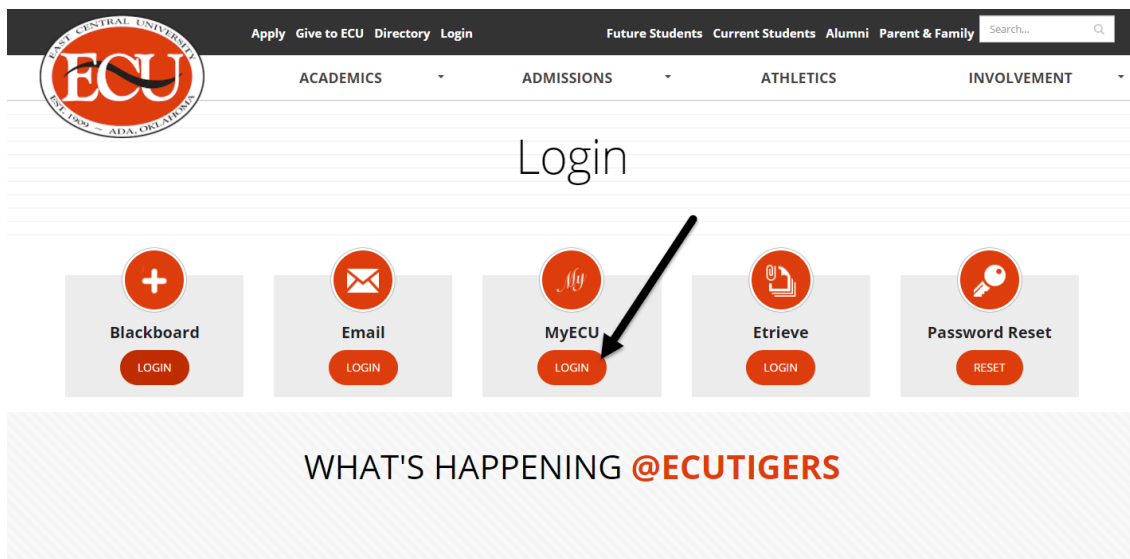 EAST CENTRAL UNIVERSITY
ECU
EST. 1909 ~ ADA, OKLAHOMA
Apply Give to ECU Directory Login Future Students Current Students Alumni Parent & Family Search...
ACADEMICS ADMISSIONS ATHLETICS INVOLVEMENT
Login
My
Blackboard Email MyECU Etrieve Password Reset
LOGIN LOGIN LOGIN LOGIN RESET
WHAT'S HAPPENING @ECUTIGERS